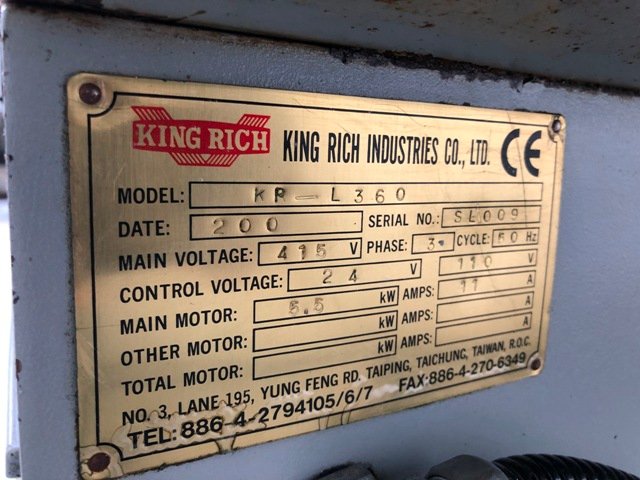 KING RICH KING RICH INDUSTRIES CO., LTD. CE
MODEL: KR-L360
DATE: 200 SERIAL NO.: SL009
MAIN VOLTAGE: 415 V PHASE: 3 CYCLE: 60 Hz
CONTROL VOLTAGE: 24 V 110 V
MAIN MOTOR: 5.5 kW AMPS: 11 A
OTHER MOTOR: kW AMPS: A
TOTAL MOTOR: kW AMPS: A
NO. 3, LANE 195, YUNG FENG RD. TAIPING, TAICHUNG, TAIWAN, R.O.C.
TEL: 886-4-2794105/6/7 FAX:886-4-270-6349